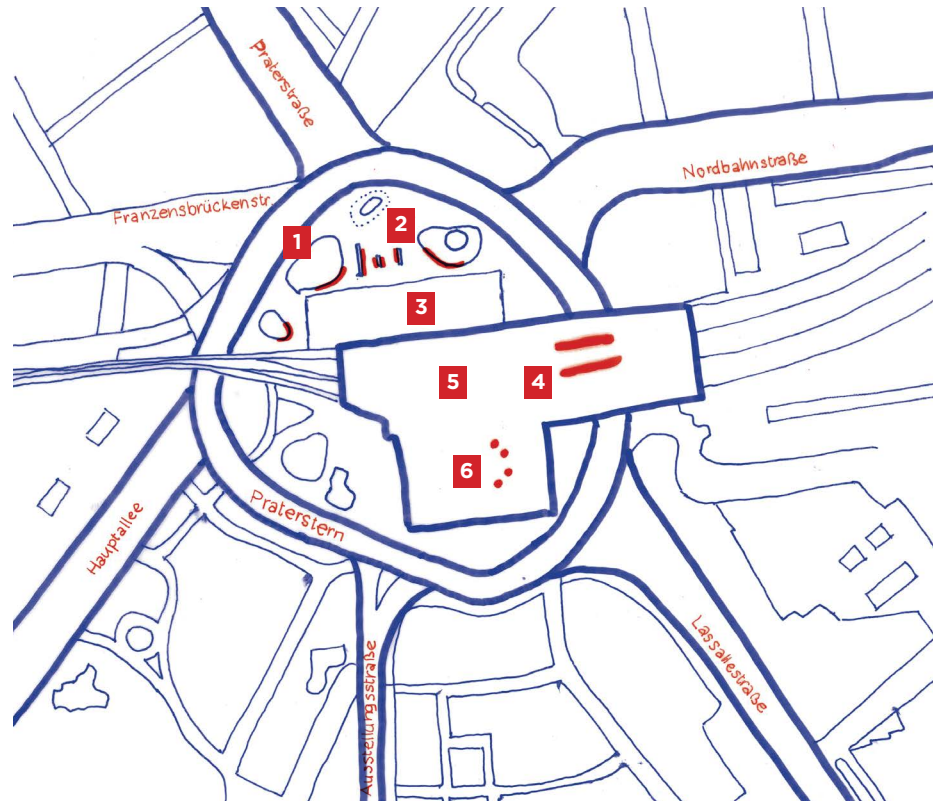 Praterstraße
Nordbahnstraße
Franzensbrückenstr.
1
2
3
4
5
6
Praterstern
Hauptallee
Lassallestraße
Ausstellungsstraße